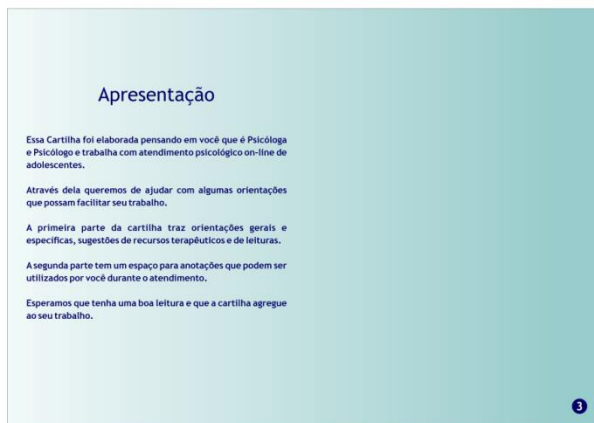 Apresentação
Essa Cartilha foi elaborada pensando em você que é Psicóloga
e Psicólogo e trabalha com atendimento psicológico on-line de
adolescentes.
Através dela queremos de ajudar com algumas orientações
que possam facilitar seu trabalho.
A primeira parte da cartilha traz orientações gerais e
específicas, sugestões de recursos terapêuticos e de leituras.
A segunda parte tem um espaço para anotações que podem ser
utilizados por você durante o atendimento.
Esperamos que tenha uma boa leitura e que a cartilha agregue
ao seu trabalho.
3